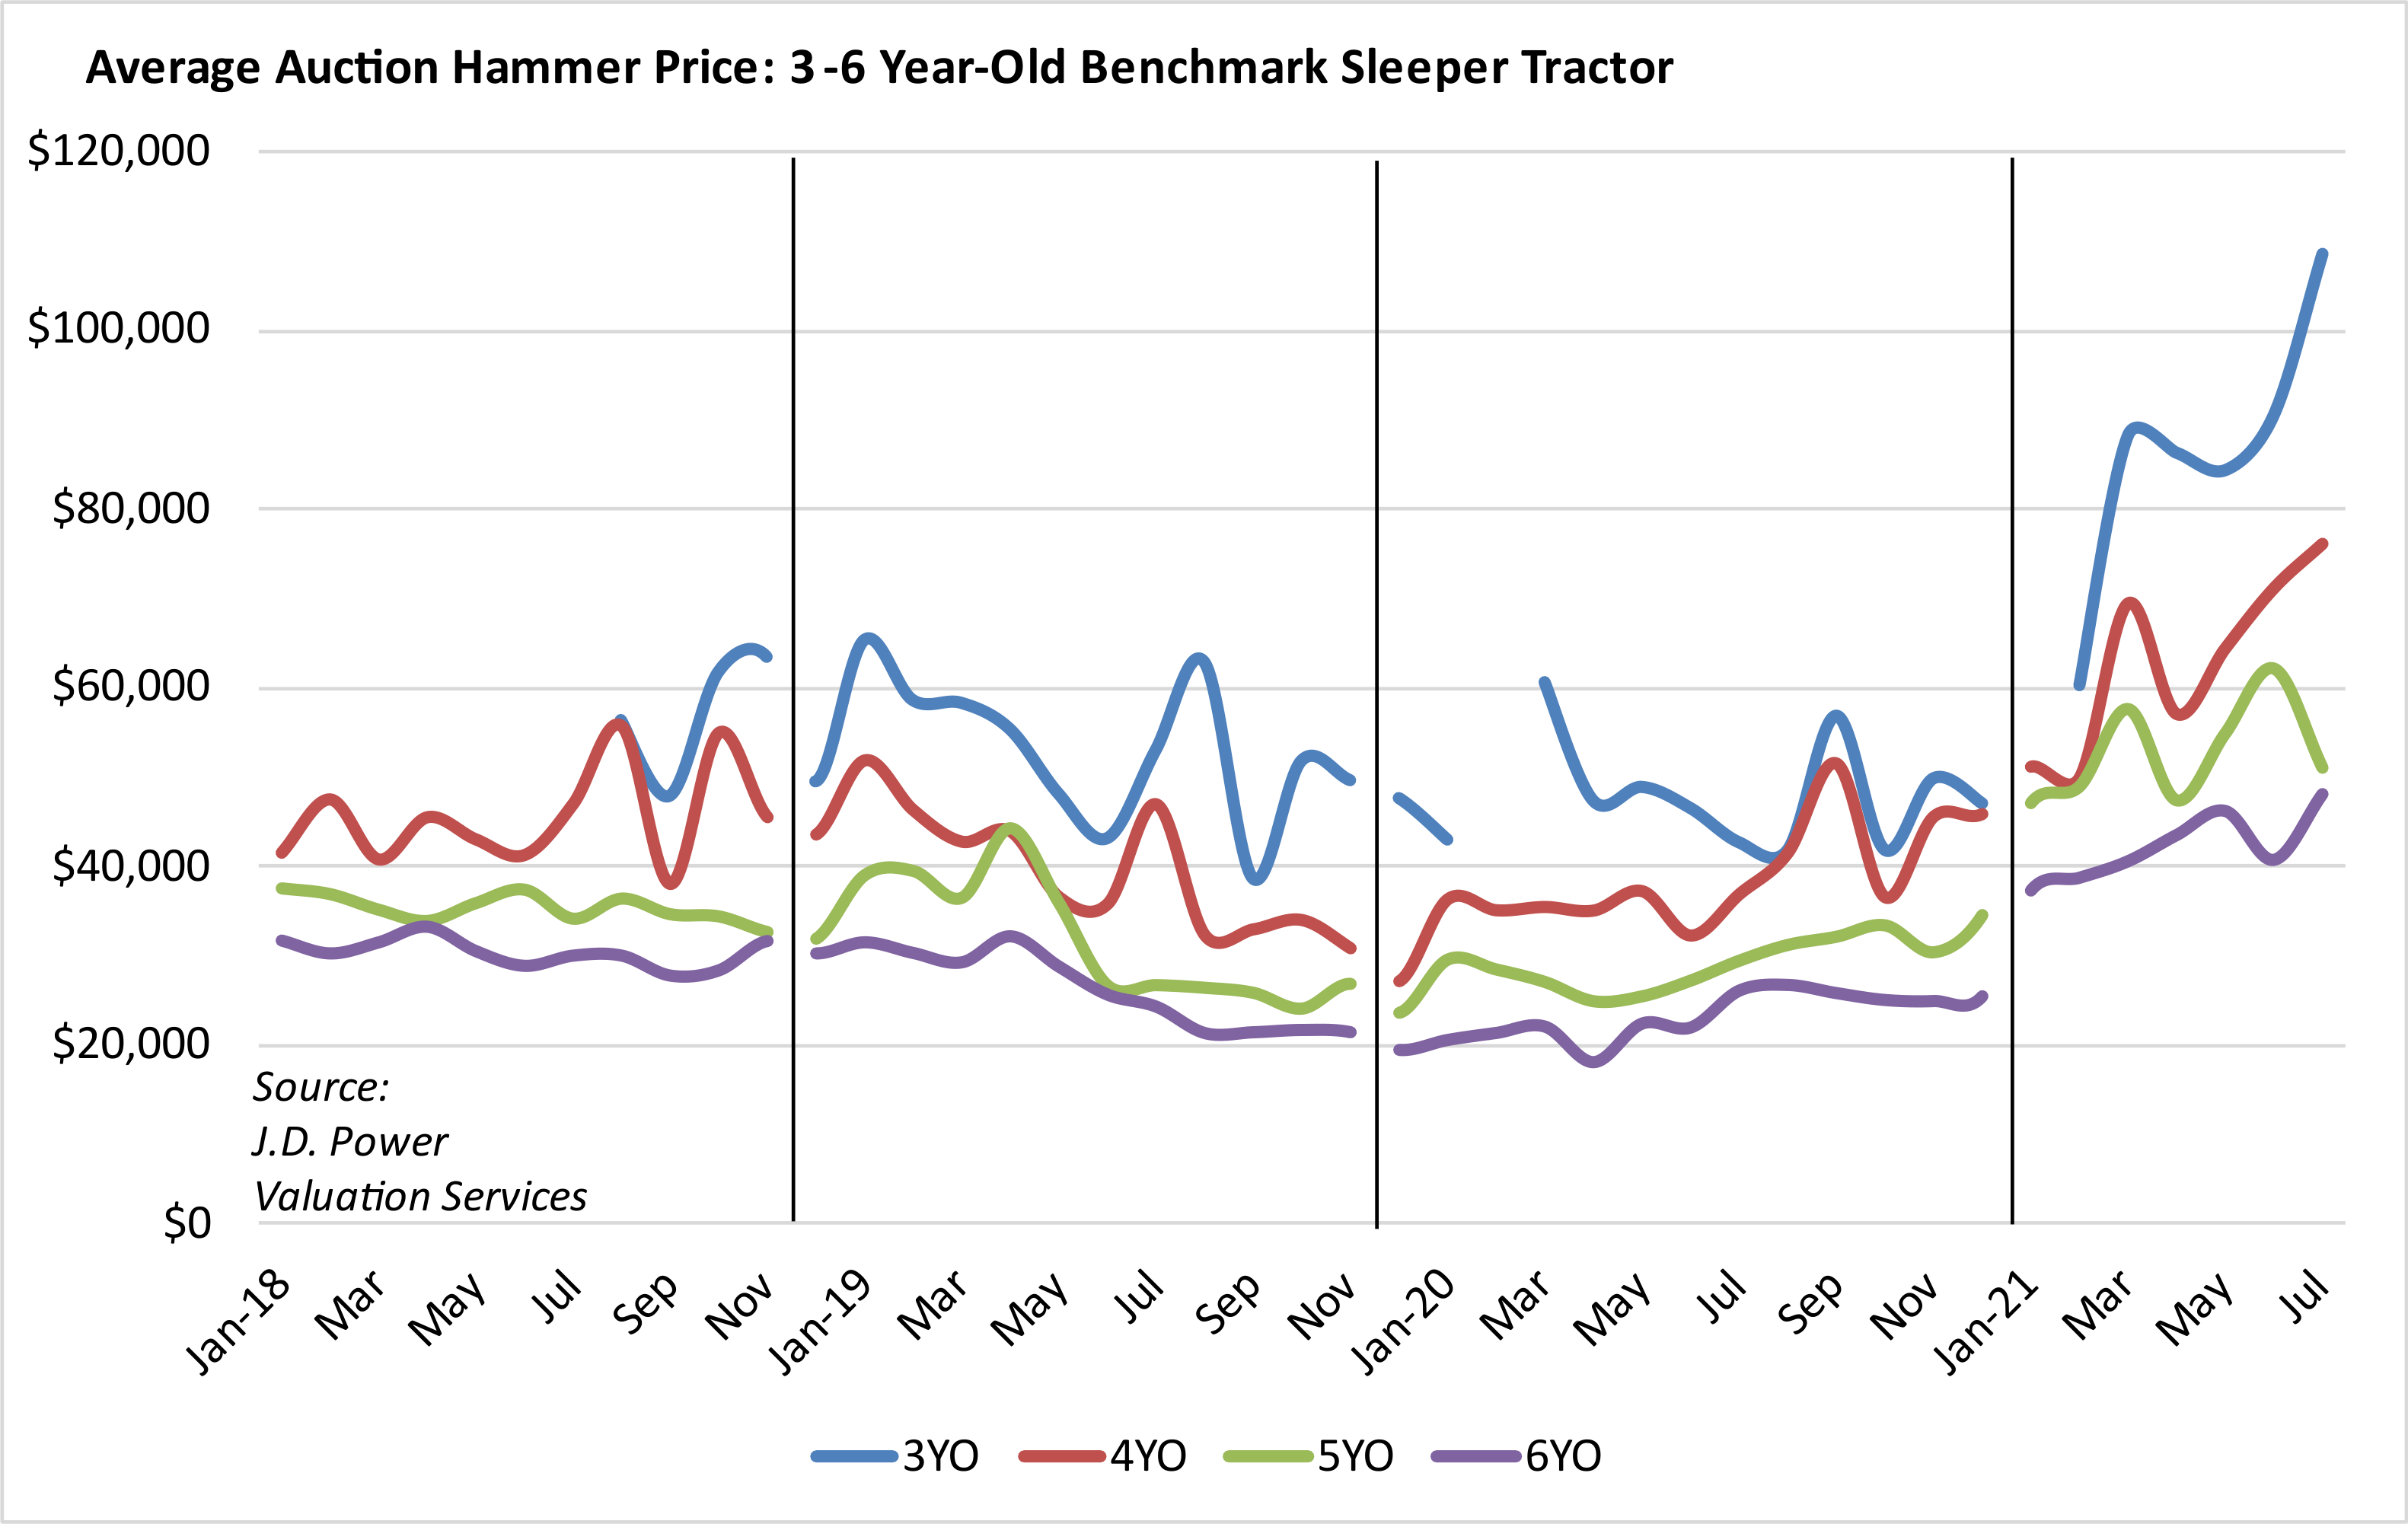 Average Auction Hammer Price: 3 -6 Year-Old Benchmark Sleeper Tractor
$120,000
$100,000
$80,000
$60,000
$40,000
$20,000
$0
Source:
J.D. Power
Valuation Services
Jan-18
Mar
May
Jul
Sep
Nov
Jan-19
Mar
May
Jul
Sep
Nov
Jan-20
Mar
May
Jul
Sep
Nov
Jan-21
Mar
May
Jul
3YO
4YO
5YO
6YO